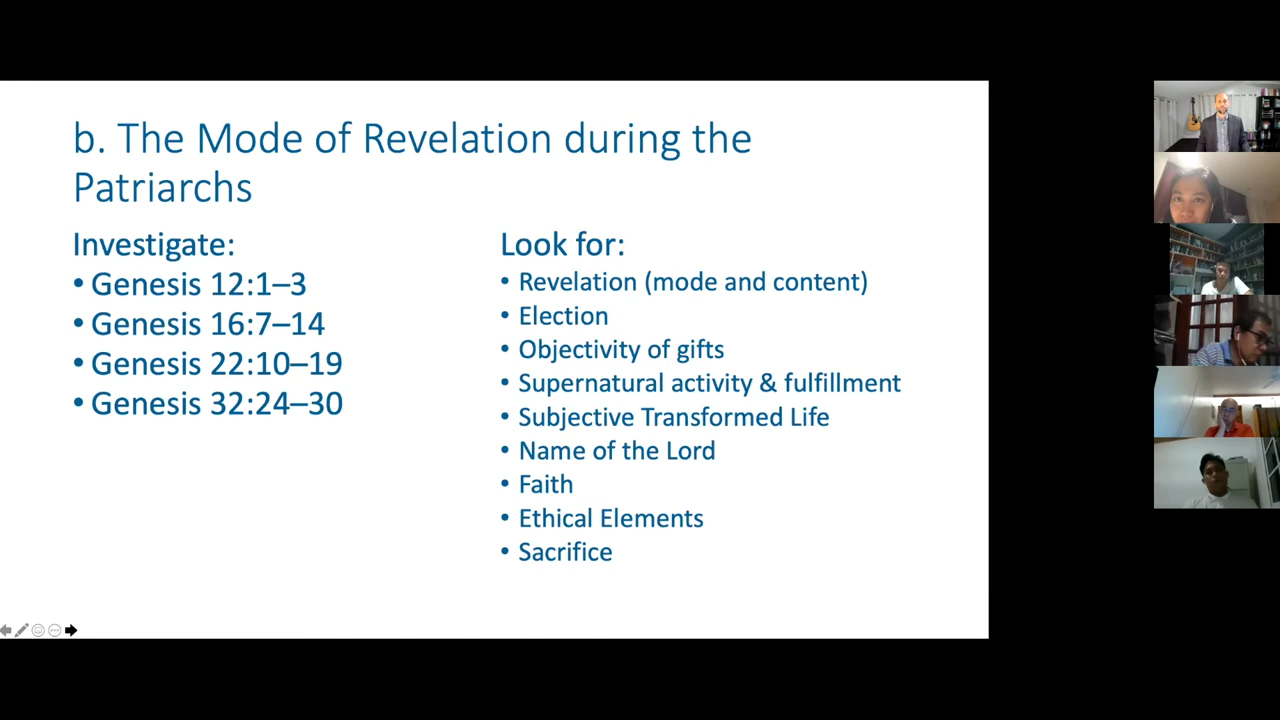 b. The Mode of Revelation during the
Patriarchs
Investigate:
• Genesis 12:1–3
• Genesis 16:7–14
• Genesis 22:10–19
• Genesis 32:24–30
Look for:
• Revelation (mode and content)
• Election
• Objectivity of gifts
• Supernatural activity & fulfillment
• Subjective Transformed Life
• Name of the Lord
• Faith
• Ethical Elements
• Sacrifice